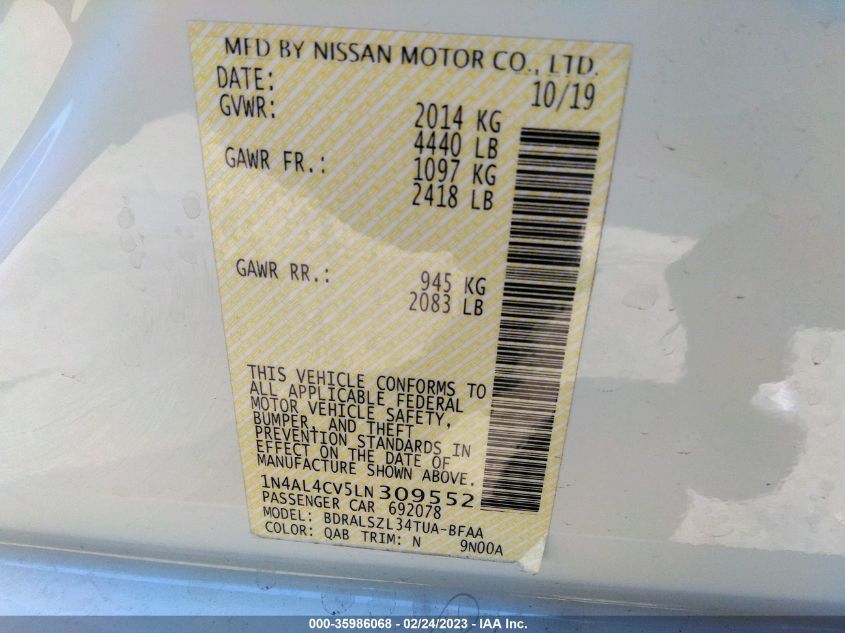 MFD BY NISSAN MOTOR CO., LTD.
DATE: 10/19
GVWR: 2014 KG
4440 LB
GAWR FR.: 1097 KG
2418 LB
GAWR RR.: 945 KG
2083 LB
THIS VEHICLE CONFORMS TO
ALL APPLICABLE FEDERAL
MOTOR VEHICLE SAFETY,
BUMPER, AND THEFT
PREVENTION STANDARDS IN
EFFECT ON THE DATE OF
MANUFACTURE SHOWN ABOVE.
1N4AL4CV5LN309552
PASSENGER CAR 692078
MODEL: BDRALSZL34TUA-BFAA
COLOR: QAB TRIM: N 9N00A
000-35986068 - 02/24/2023 - IAA Inc.